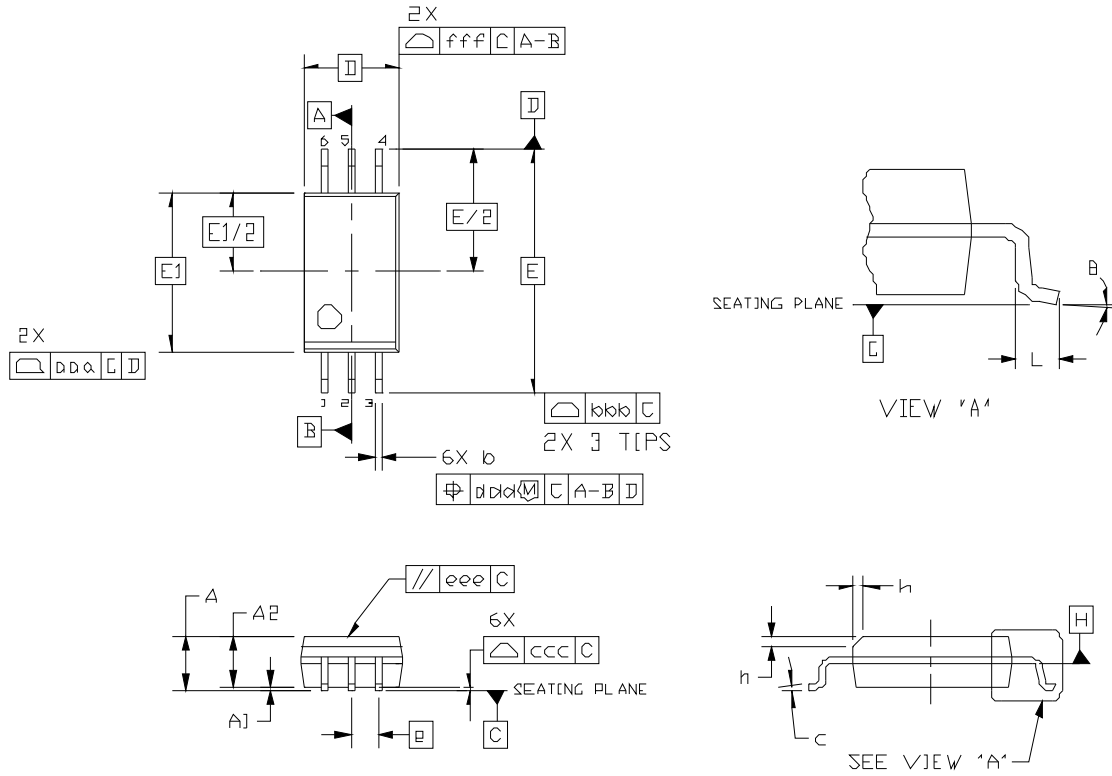 2X
fff C A-B
D
A
D
6 5 4
E1/2
E/2
E1
E
2X
aaa C D
1 2 3
B
bbb C
2X 3 TIPS
6X b
ddd M C A-B D
SEATING PLANE
C
L
VIEW "A"
// eee C
A
A2
6X
ccc C
SEATING PLANE
A1
e
C
h
H
h
c
SEE VIEW "A"